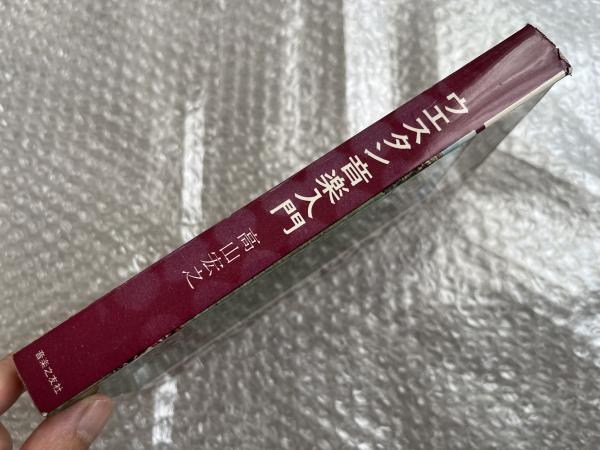 ウエスタン音楽入門
高山宏之
音楽之友社